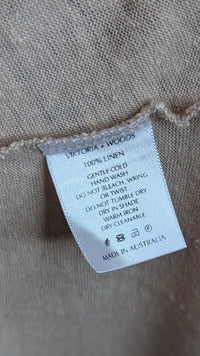 VIKTORIA + WOODS
100% LINEN
GENTLE COLD
HAND WASH
DO NOT BLEACH, WRING
OR TWIST
DO NOT TUMBLE DRY
DRY IN SHADE
WARM IRON
DRY CLEANABLE
MADE IN AUSTRALIA